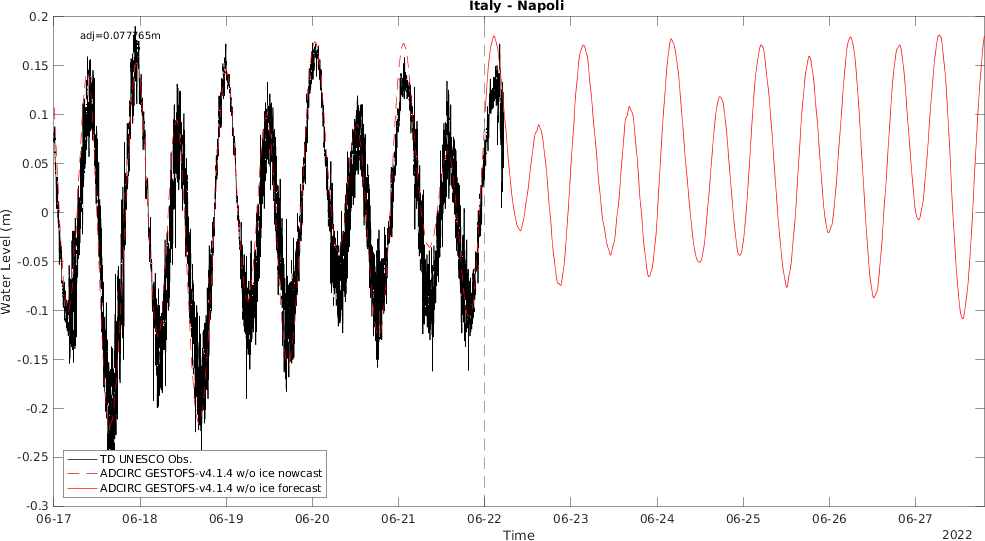 Italy - Napoli
adj=0.077765m
Water Level (m)
0.2
0.15
0.1
0.05
0
-0.05
-0.1
-0.15
-0.2
-0.25
-0.3
TD UNESCO Obs.
ADCIRC GESTOFS-v4.1.4 w/o ice nowcast
ADCIRC GESTOFS-v4.1.4 w/o ice forecast
06-17 06-18 06-19 06-20 06-21 06-22 06-23 06-24 06-25 06-26 06-27
Time
2022